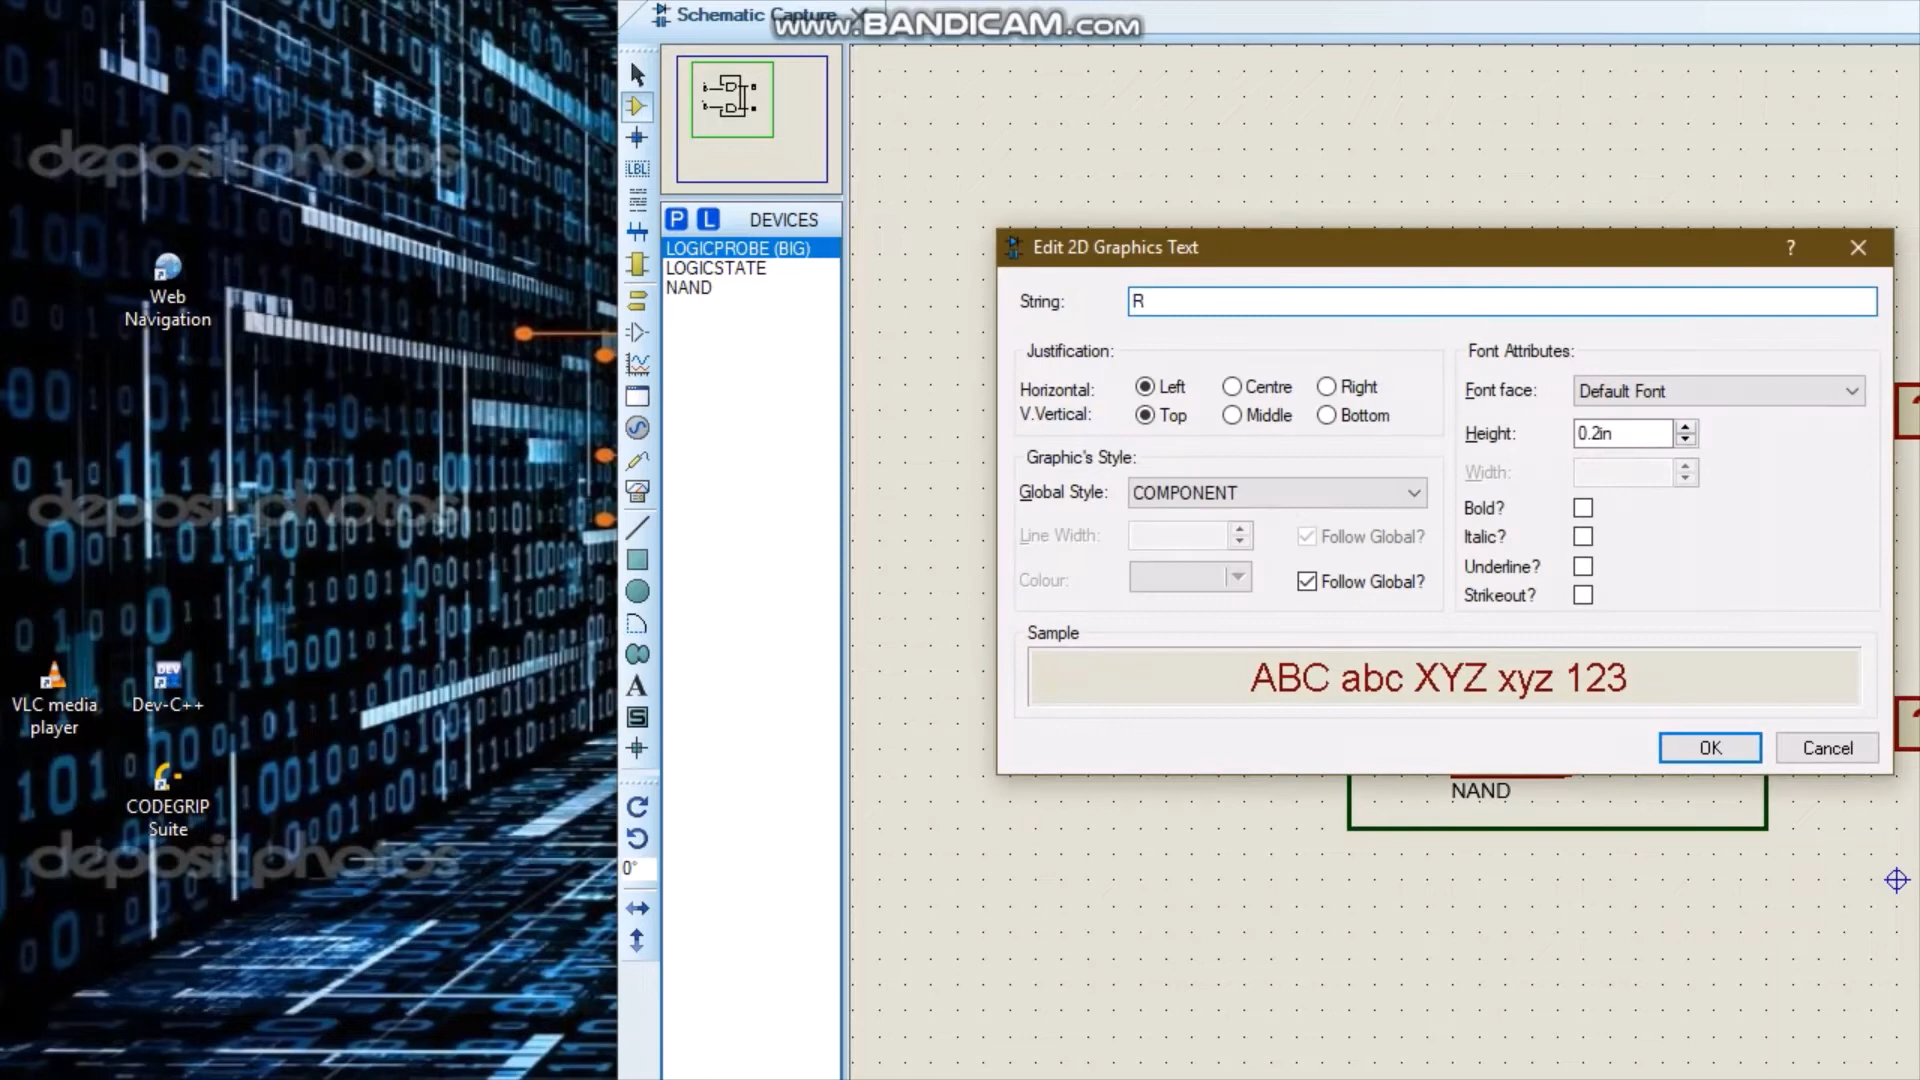 Schematic Capture
www.BANDICAM.com
LBL
P L DEVICES
LOGICPROBE (BIG)
LOGICSTATE
NAND
Edit 2D Graphics Text
?
String: R
Justification:
Horizontal: Left Centre Right
V.Vertical: Top Middle Bottom
Graphic's Style:
Global Style: COMPONENT
Line Width: Follow Global?
Colour: Follow Global?
Font Attributes:
Font face: Default Font
Height: 0.2in
Width:
Bold?
Italic?
Underline?
Strikeout?
Sample
ABC abc XYZ xyz 123
OK Cancel
NAND
A
S
0°
depositphotos
depositphotos
depositphotos
Web
Navigation
VLC media
player
DEV
Dev-C++
CODEGRIP
Suite